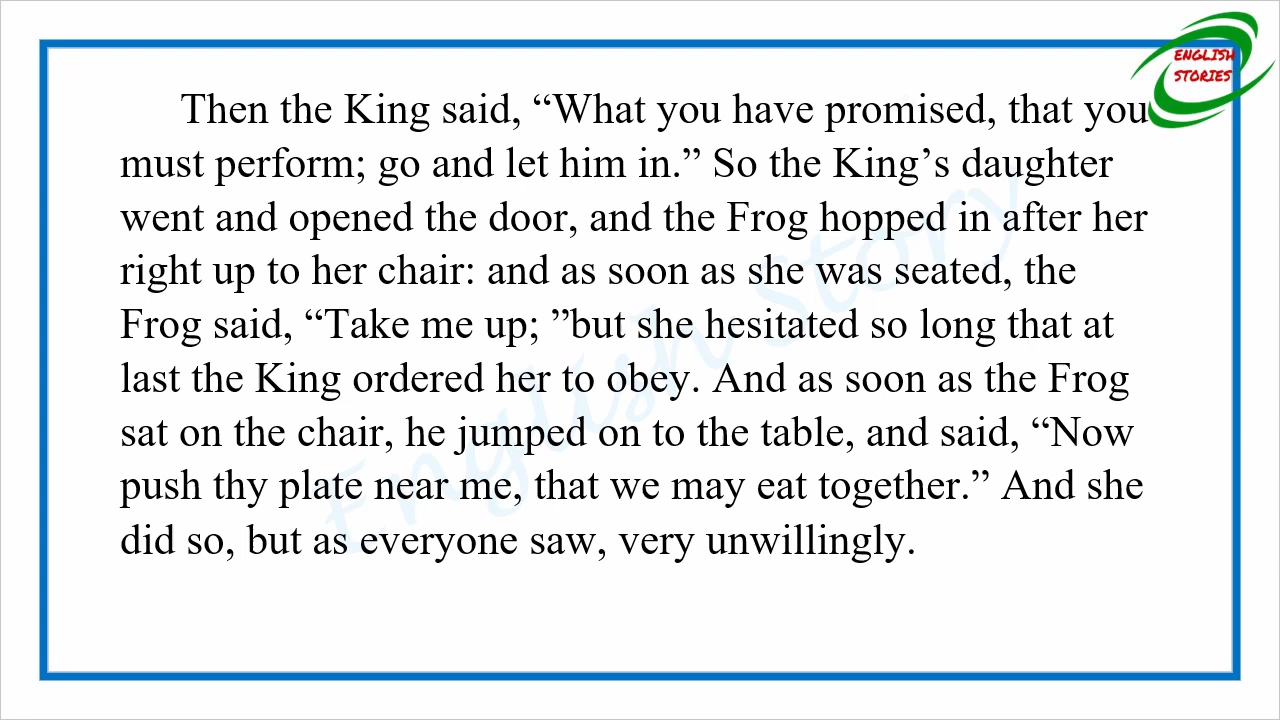 ENGLISH
STORIES
Then the King said, “What you have promised, that you
must perform; go and let him in.” So the King’s daughter
went and opened the door, and the Frog hopped in after her
right up to her chair: and as soon as she was seated, the
Frog said, “Take me up; ”but she hesitated so long that at
last the King ordered her to obey. And as soon as the Frog
sat on the chair, he jumped on to the table, and said, “Now
push thy plate near me, that we may eat together.” And she
did so, but as everyone saw, very unwillingly.
English Story